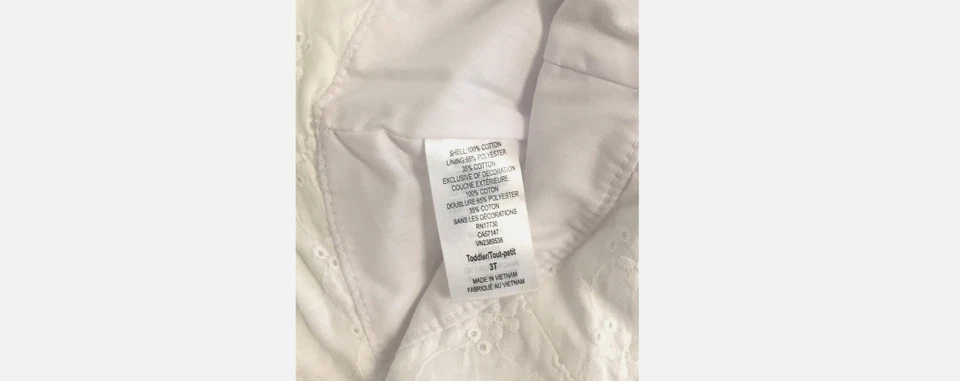 SHELL:100% COTTON
LINING:65% POLYESTER
35% COTTON
EXCLUSIVE OF DECORATION
COUCHE EXTÉRIEURE:
100% COTON
DOUBLURE:65% POLYESTER
35% COTON
SANS LES DÉCORATIONS
RN17730
CA57147
VN2389536
Toddler/Tout-petit
3T
MADE IN VIETNAM
FABRIQUÉ AU VIETNAM